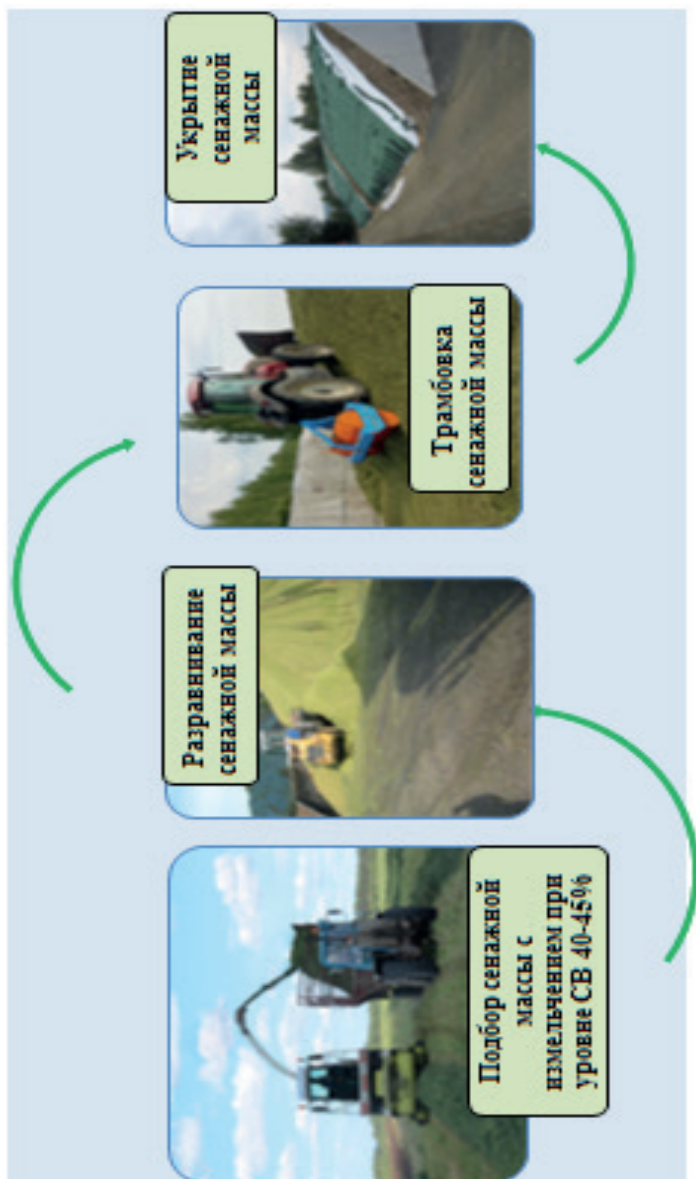 Подбор сенажной
массы с
измельчением при
уровне СВ 40-45%
Разравнивание
сенажной массы
Трамбовка
сенажной массы
Укрытие
сенажной
массы